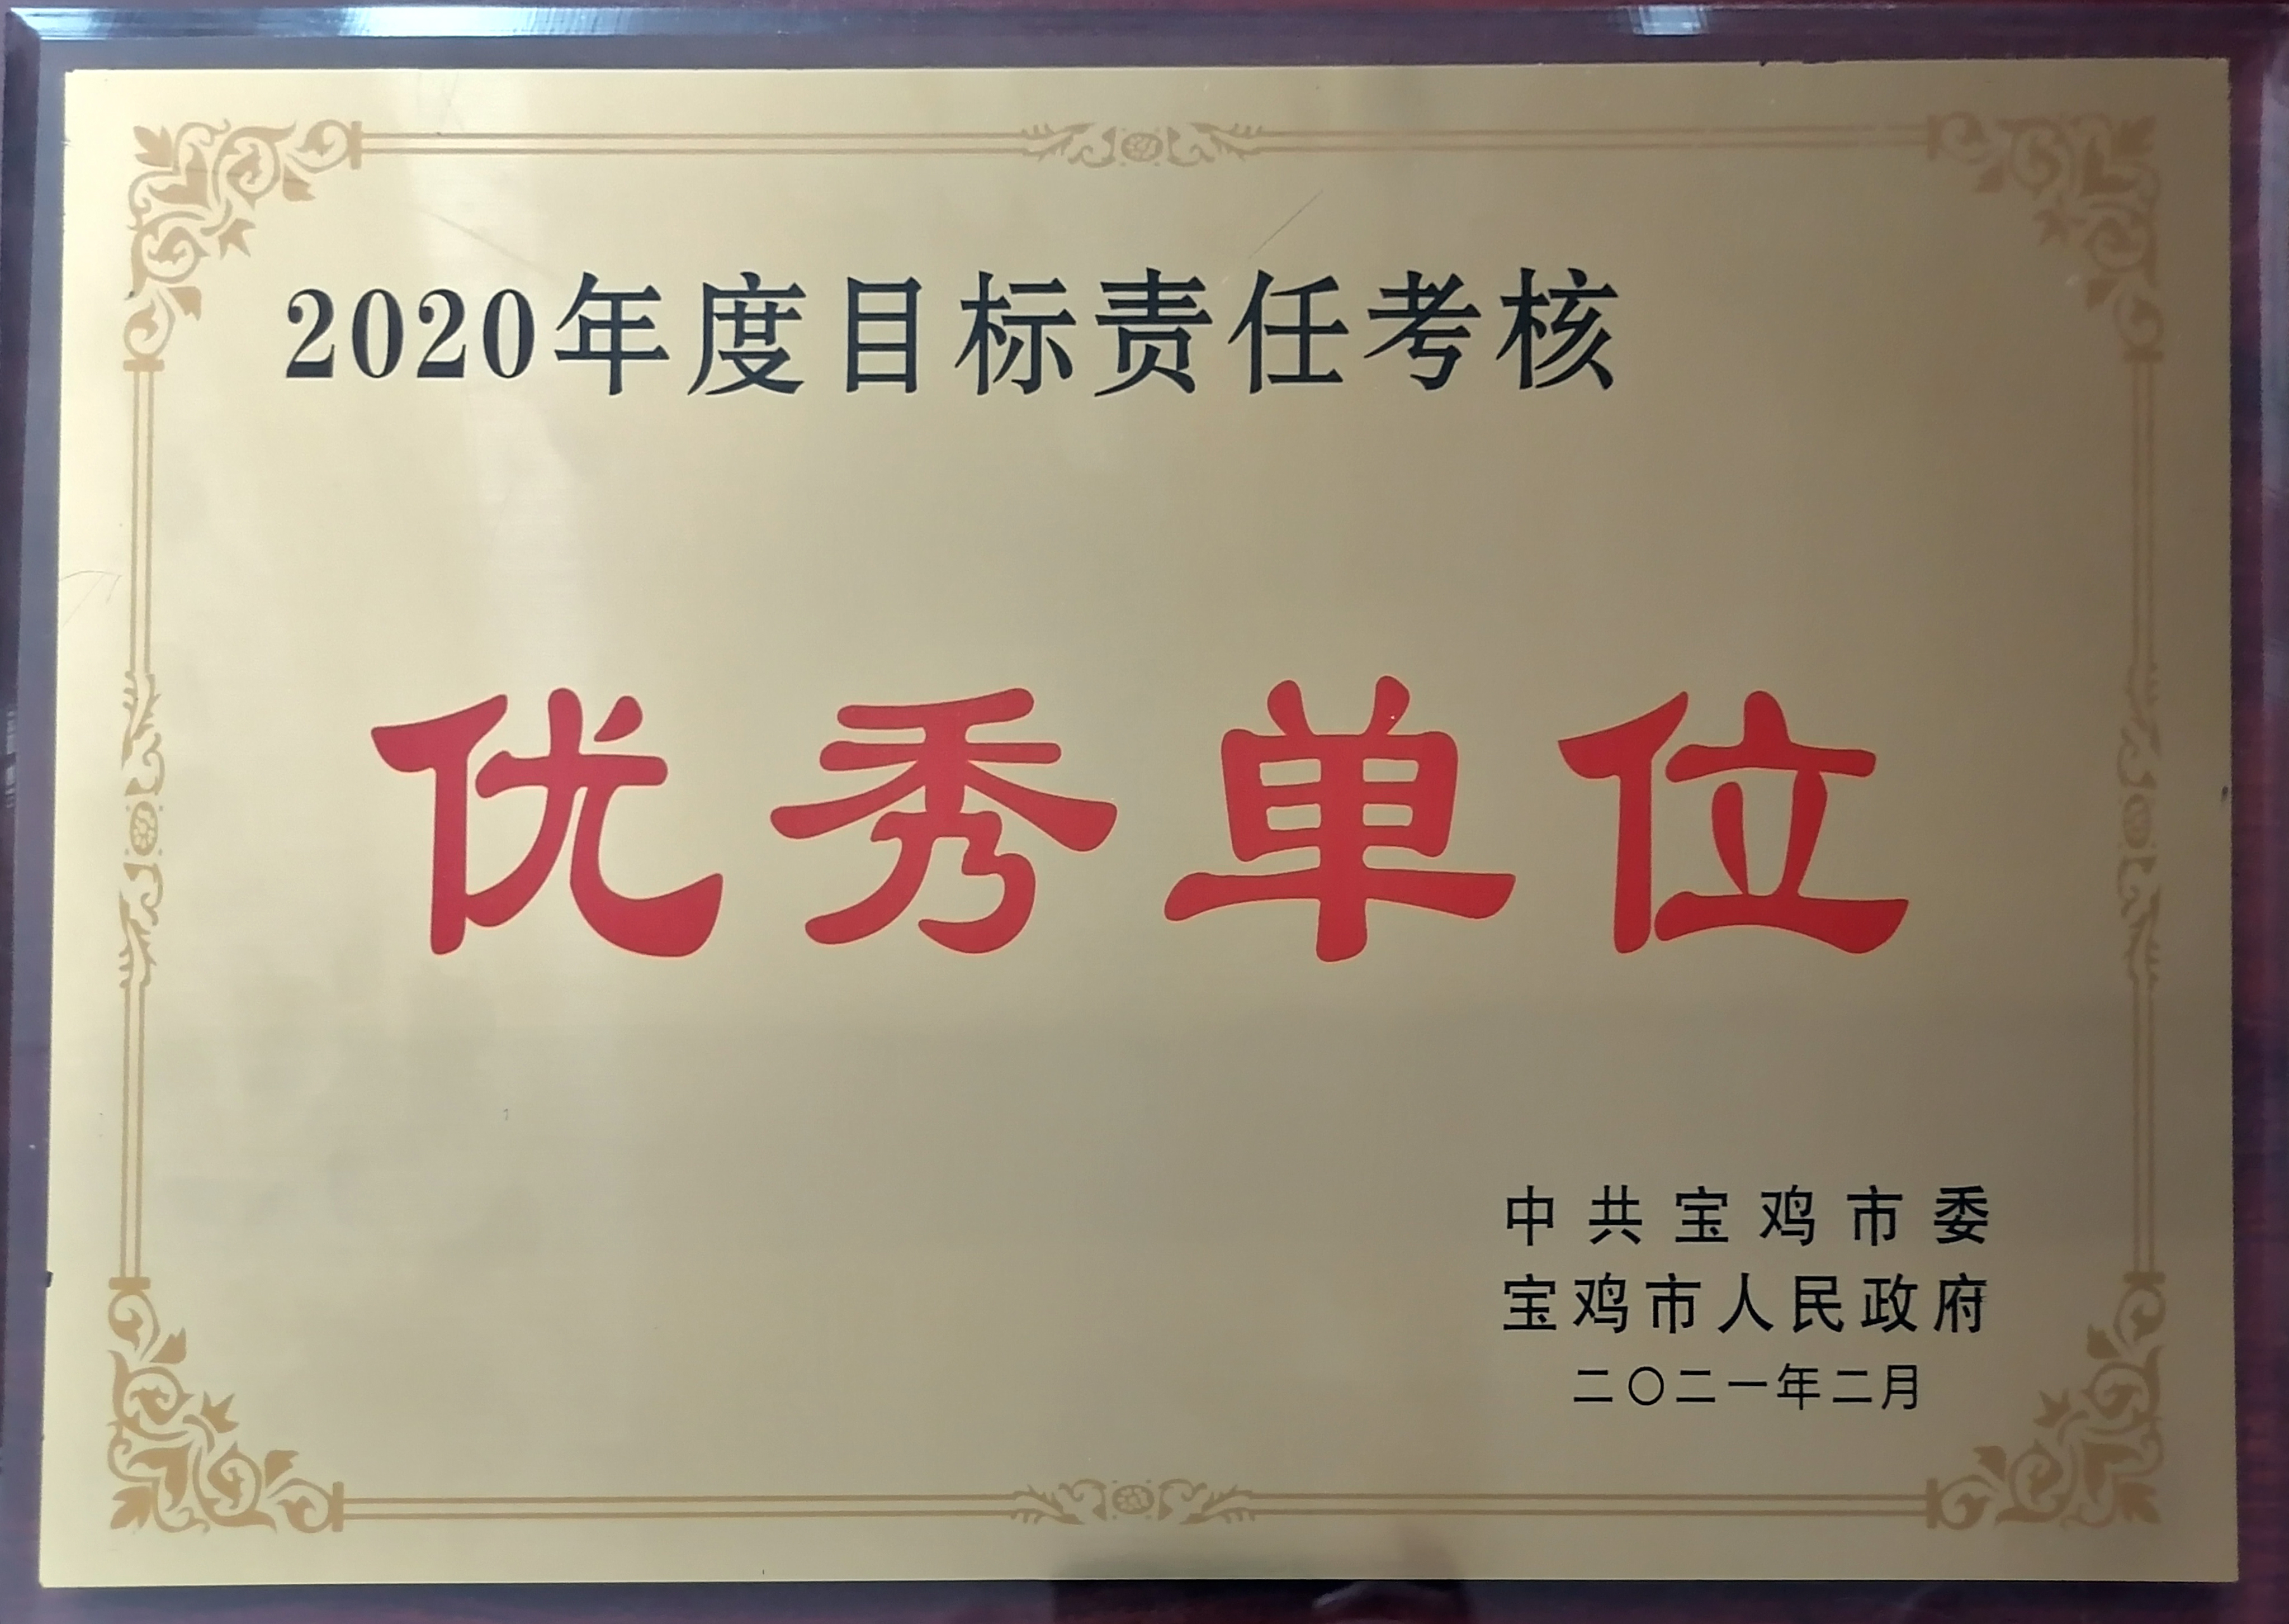 2020年度目标责任考核
优秀单位
中共宝鸡市委
宝鸡市人民政府
二〇二一年二月